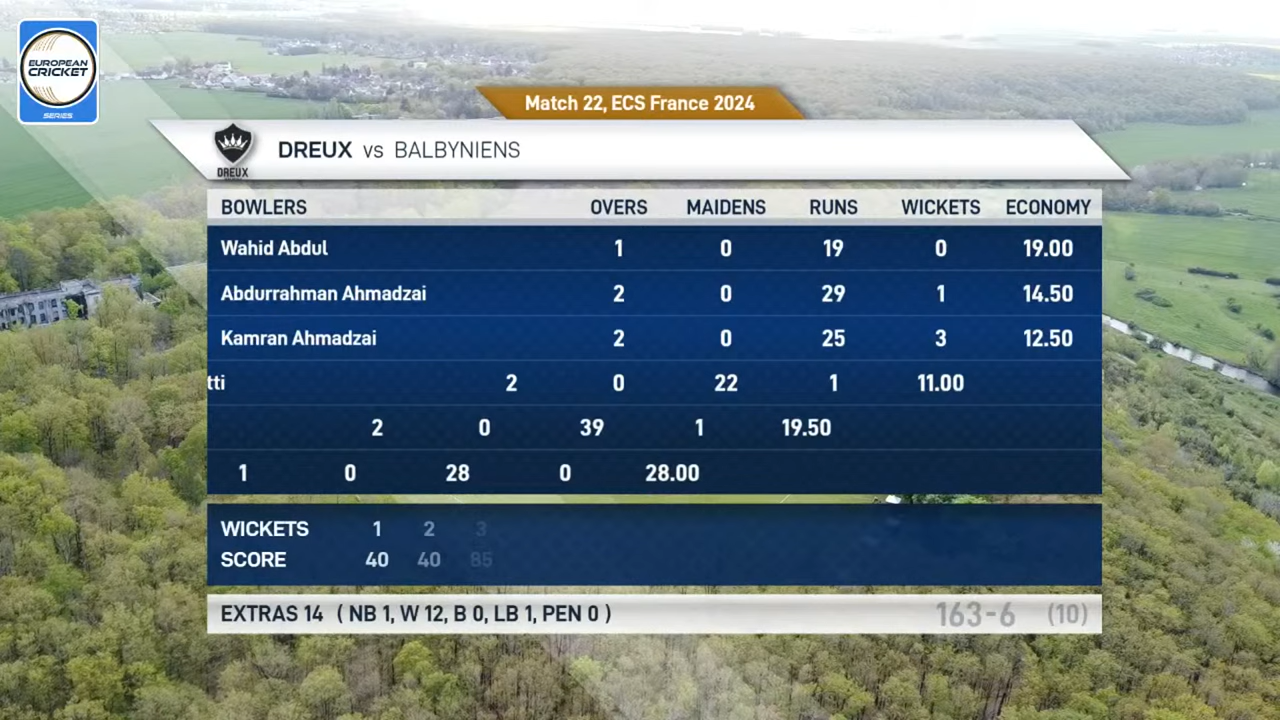 EUROPEAN
CRICKET
SERIES
Match 22, ECS France 2024
DREUX
DREUX vs BALBYNIENS
BOWLERS OVERS MAIDENS RUNS WICKETS ECONOMY
Wahid Abdul 1 0 19 0 19.00
Abdurrahman Ahmadzai 2 0 29 1 14.50
Kamran Ahmadzai 2 0 25 3 12.50
tti 2 0 22 1 11.00
2 0 39 1 19.50
1 0 28 0 28.00
WICKETS 1 2 3
SCORE 40 40 85
EXTRAS 14 ( NB 1, W 12, B 0, LB 1, PEN 0 ) 163-6 (10)